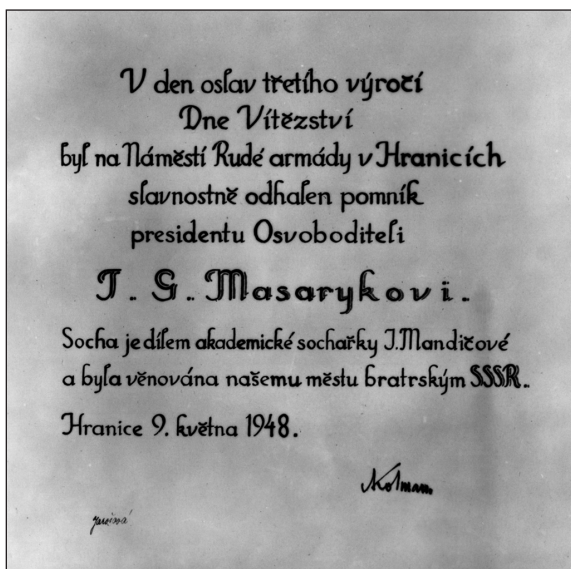 V den oslav třetího výročí
Dne Vítězství
byl na Náměstí Rudé armády v Hranicích
slavnostně odhalen pomník
presidentu Osvoboditeli
T. G. Masarykovi.
Socha je dílem akademické sochařky I. Mandičové
a byla věnována našemu městu bratrským SSSR.
Hranice 9. května 1948.